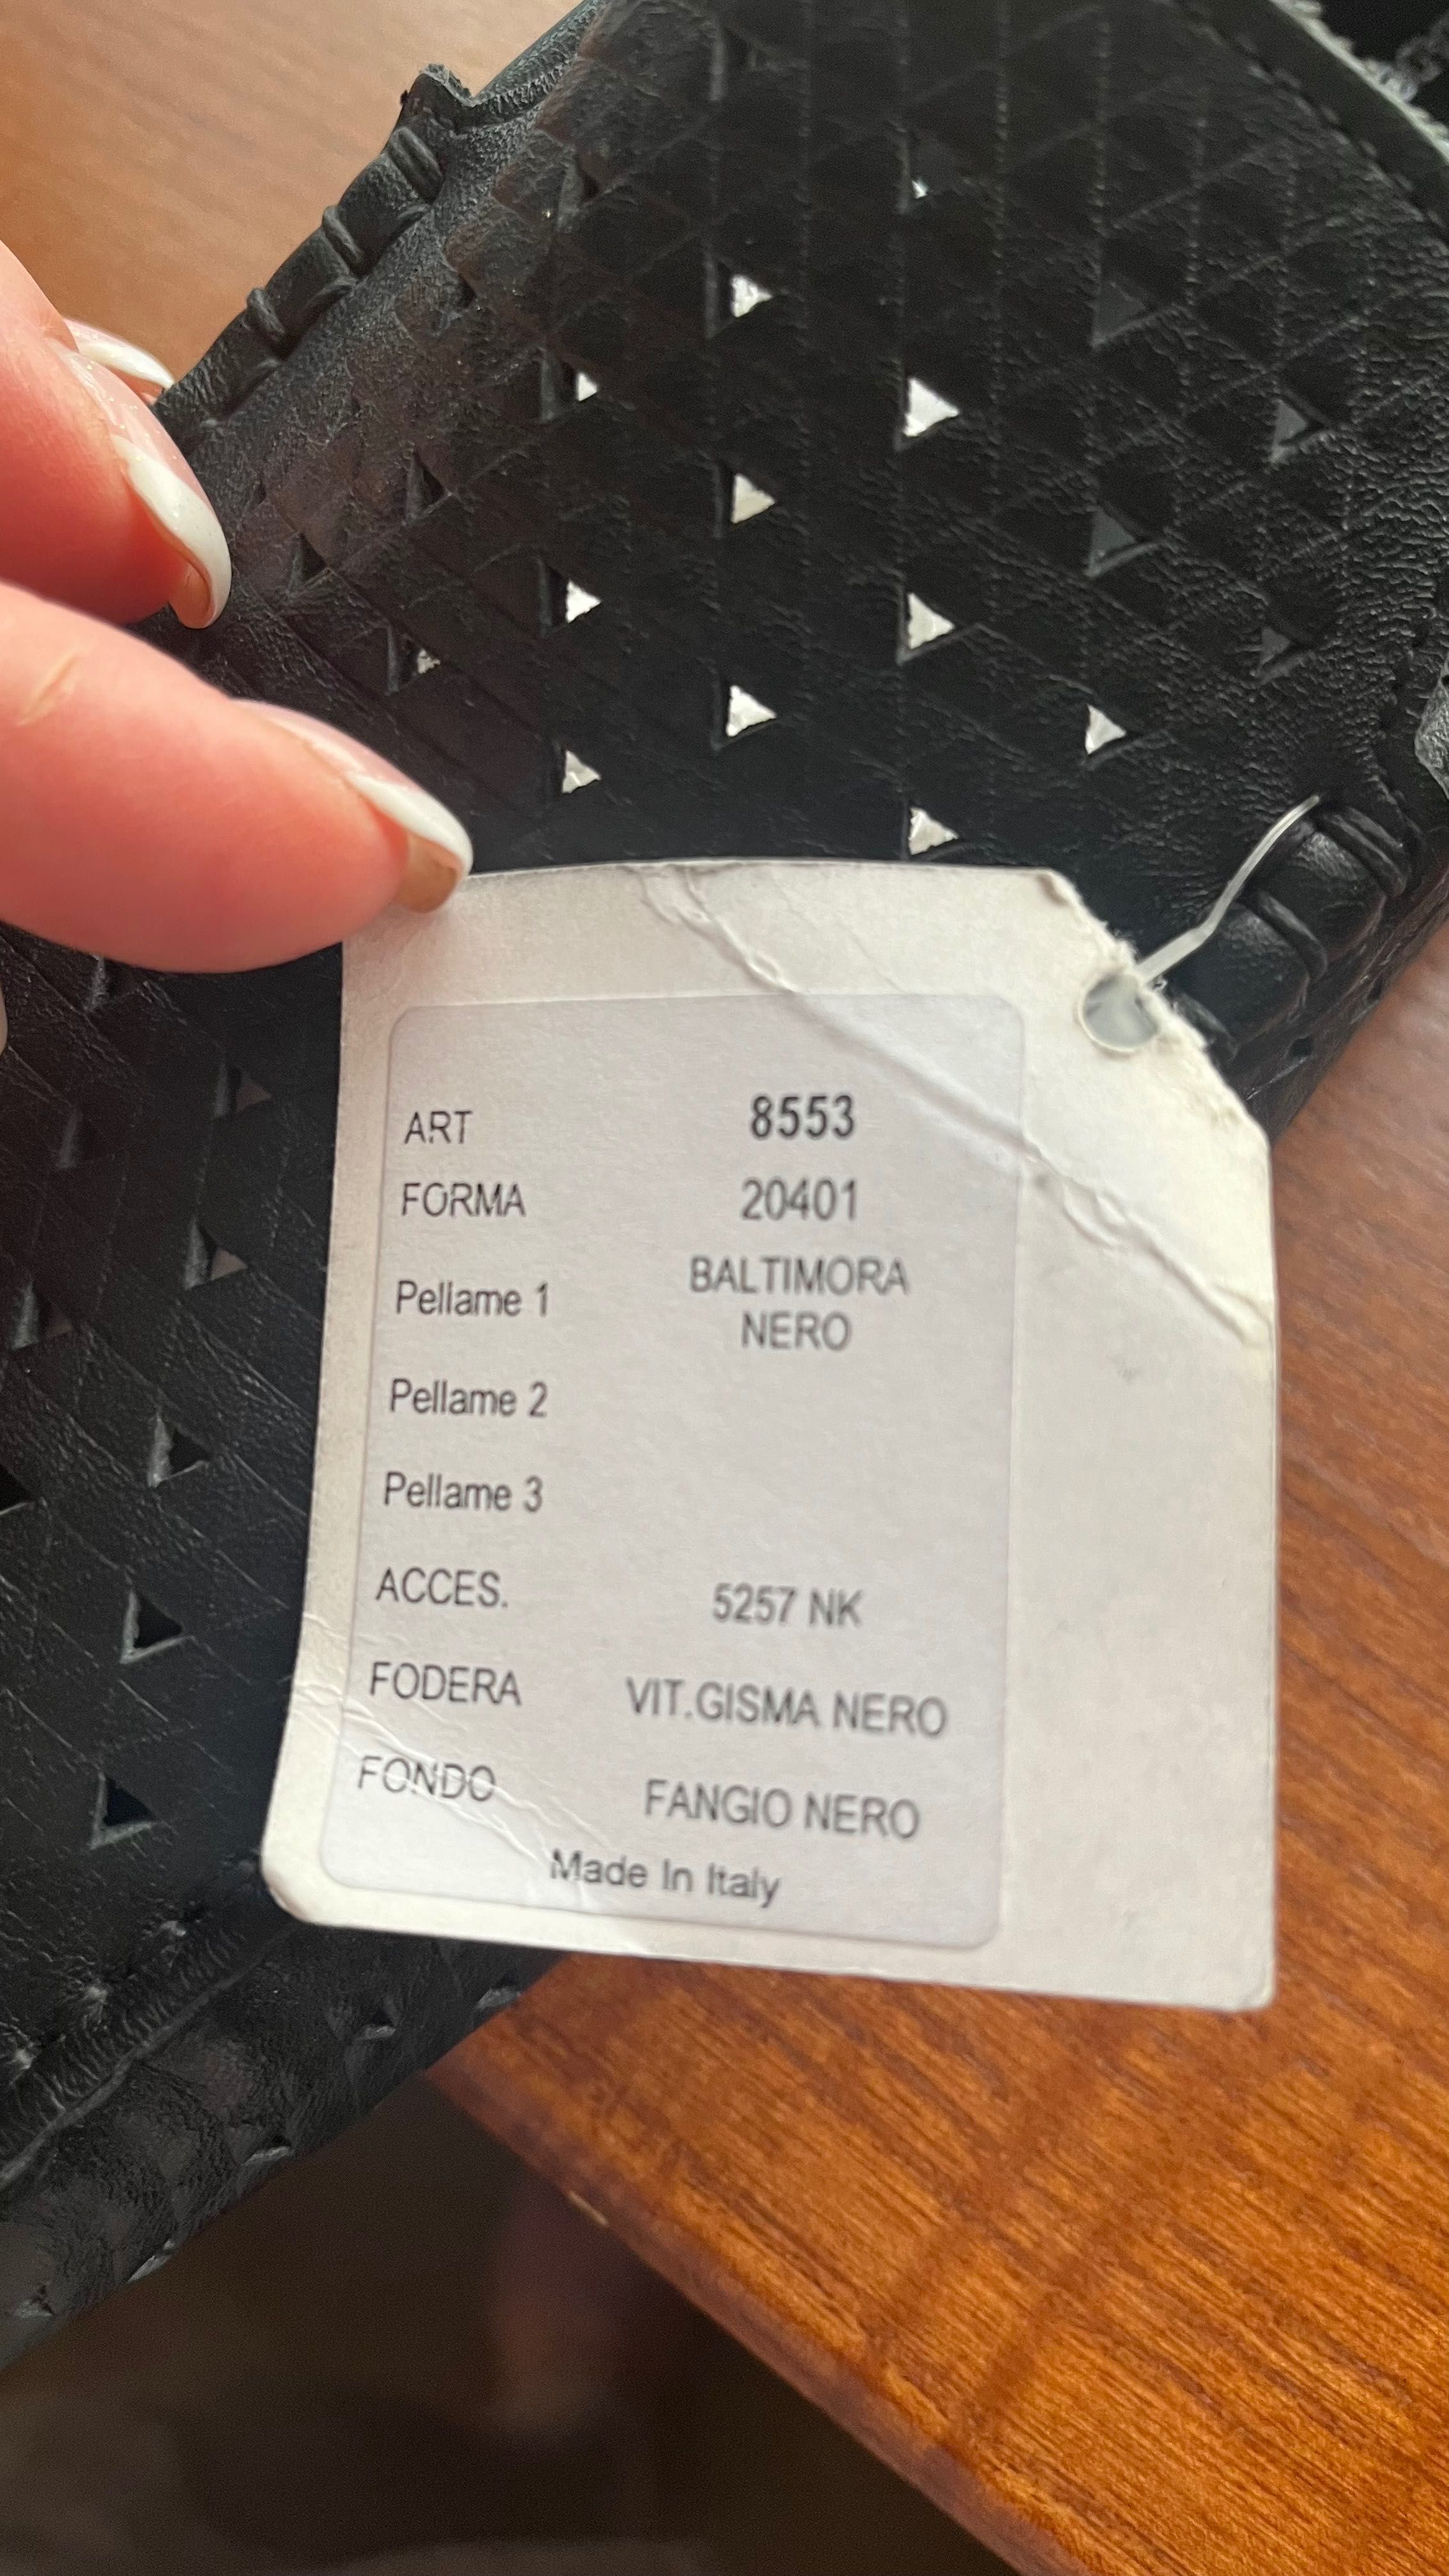 ART 8553
FORMA 20401
Pellame 1 BALTIMORA
NERO
Pellame 2
Pellame 3
ACCES. 5257 NK
FODERA VIT.GISMA NERO
FONDO FANGIO NERO
Made In Italy